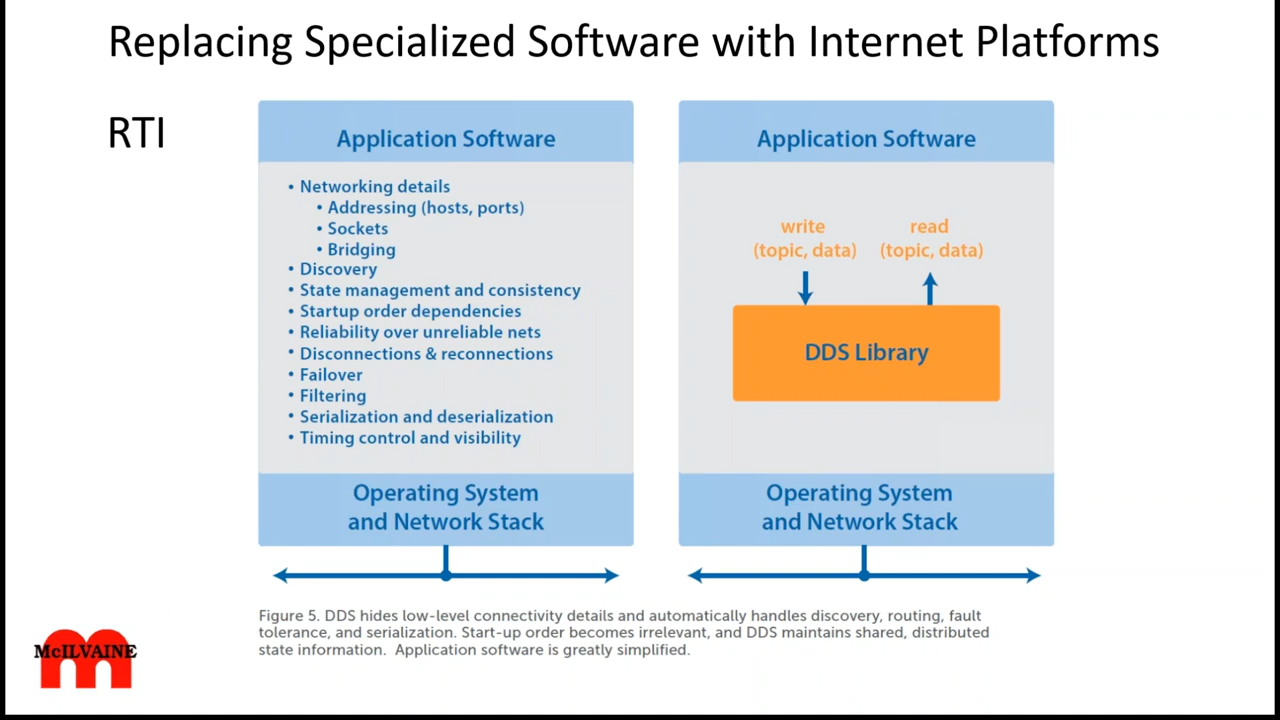 Replacing Specialized Software with Internet Platforms
RTI
Application Software
• Networking details
• Addressing (hosts, ports)
• Sockets
• Bridging
• Discovery
• State management and consistency
• Startup order dependencies
• Reliability over unreliable nets
• Disconnections & reconnections
• Failover
• Filtering
• Serialization and deserialization
• Timing control and visibility
Operating System
and Network Stack
Application Software
write
(topic, data)
read
(topic, data)
DDS Library
Operating System
and Network Stack
Figure 5. DDS hides low-level connectivity details and automatically handles discovery, routing, fault
tolerance, and serialization. Start-up order becomes irrelevant, and DDS maintains shared, distributed
state information. Application software is greatly simplified.
McILVAINE